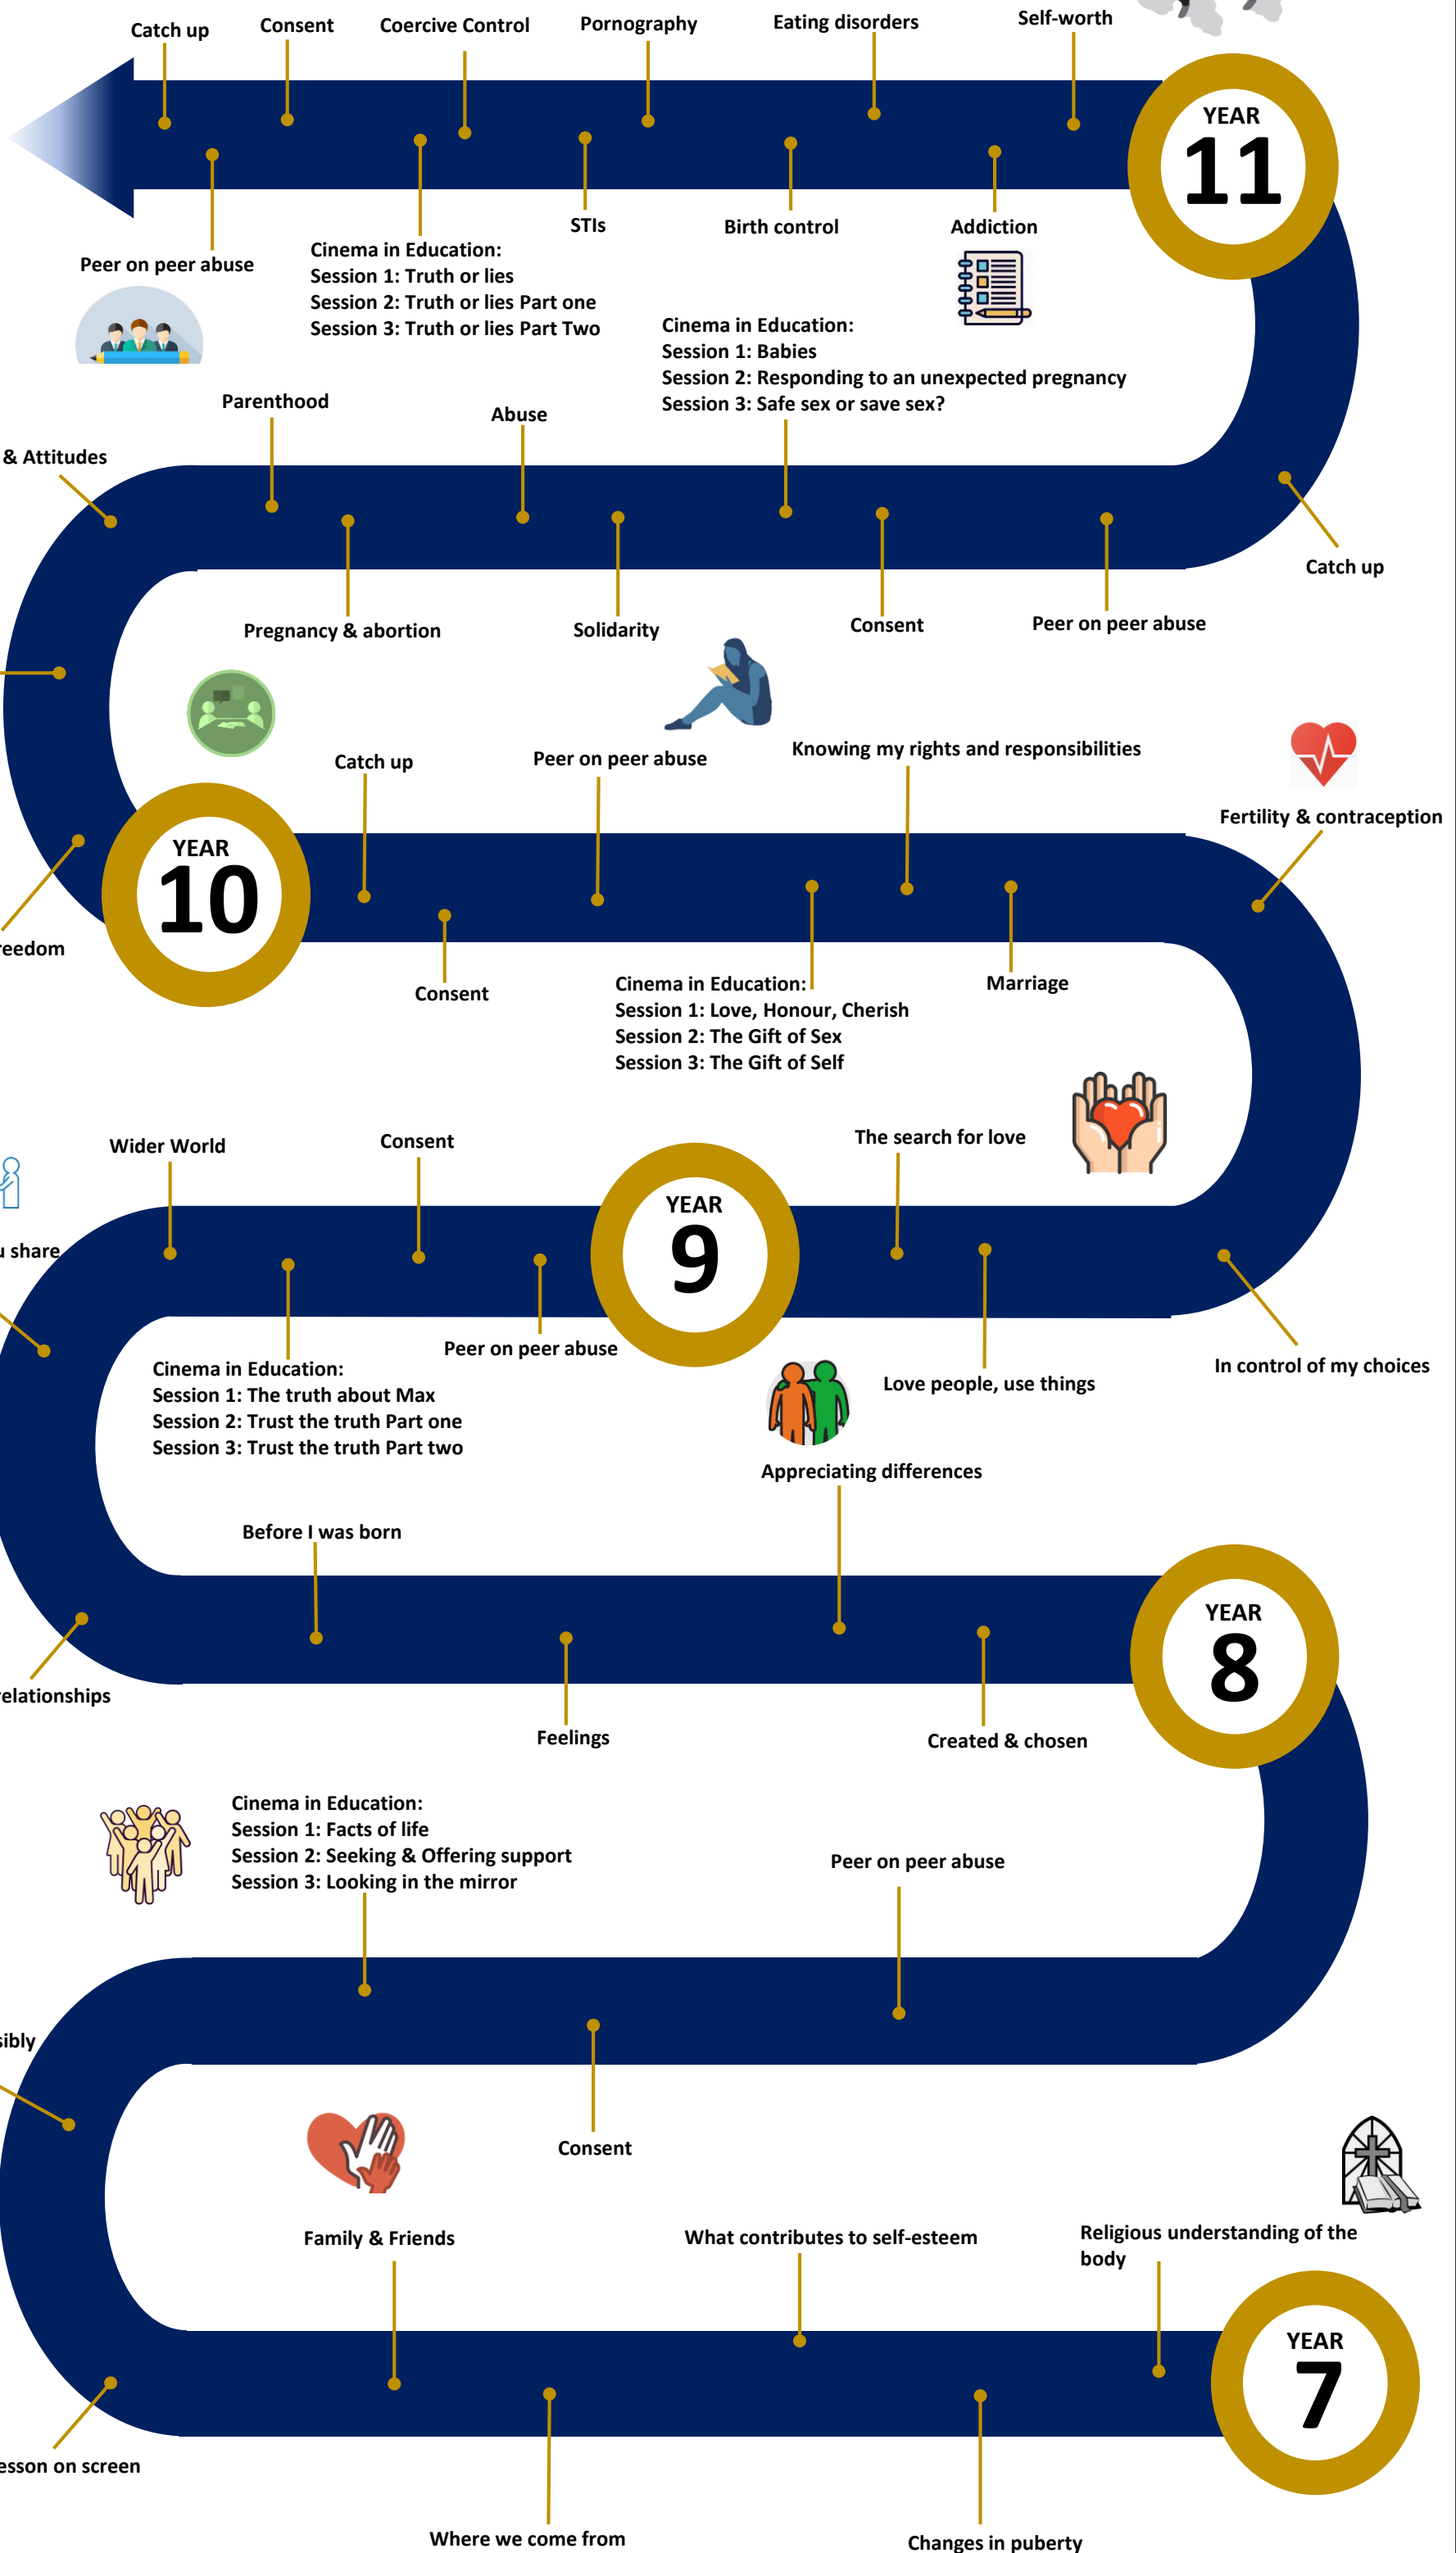 Catch up
Consent
Coercive Control
Pornography
Eating disorders
Self-worth
YEAR
11
Peer on peer abuse
Cinema in Education:
Session 1: Truth or lies
Session 2: Truth or lies Part one
Session 3: Truth or lies Part Two
STIs
Birth control
Addiction
Cinema in Education:
Session 1: Babies
Session 2: Responding to an unexpected pregnancy
Session 3: Safe sex or save sex?
Parenthood
Abuse
& Attitudes
Catch up
Pregnancy & abortion
Solidarity
Consent
Peer on peer abuse
Catch up
Peer on peer abuse
Knowing my rights and responsibilities
Fertility & contraception
YEAR
10
reedom
Consent
Cinema in Education:
Session 1: Love, Honour, Cherish
Session 2: The Gift of Sex
Session 3: The Gift of Self
Marriage
Wider World
Consent
The search for love
YEAR
9
u share
Peer on peer abuse
Cinema in Education:
Session 1: The truth about Max
Session 2: Trust the truth Part one
Session 3: Trust the truth Part two
Love people, use things
In control of my choices
Appreciating differences
Before I was born
YEAR
8
relationships
Feelings
Created & chosen
Cinema in Education:
Session 1: Facts of life
Session 2: Seeking & Offering support
Session 3: Looking in the mirror
Peer on peer abuse
sibly
Consent
Family & Friends
What contributes to self-esteem
Religious understanding of the
body
YEAR
7
esson on screen
Where we come from
Changes in puberty